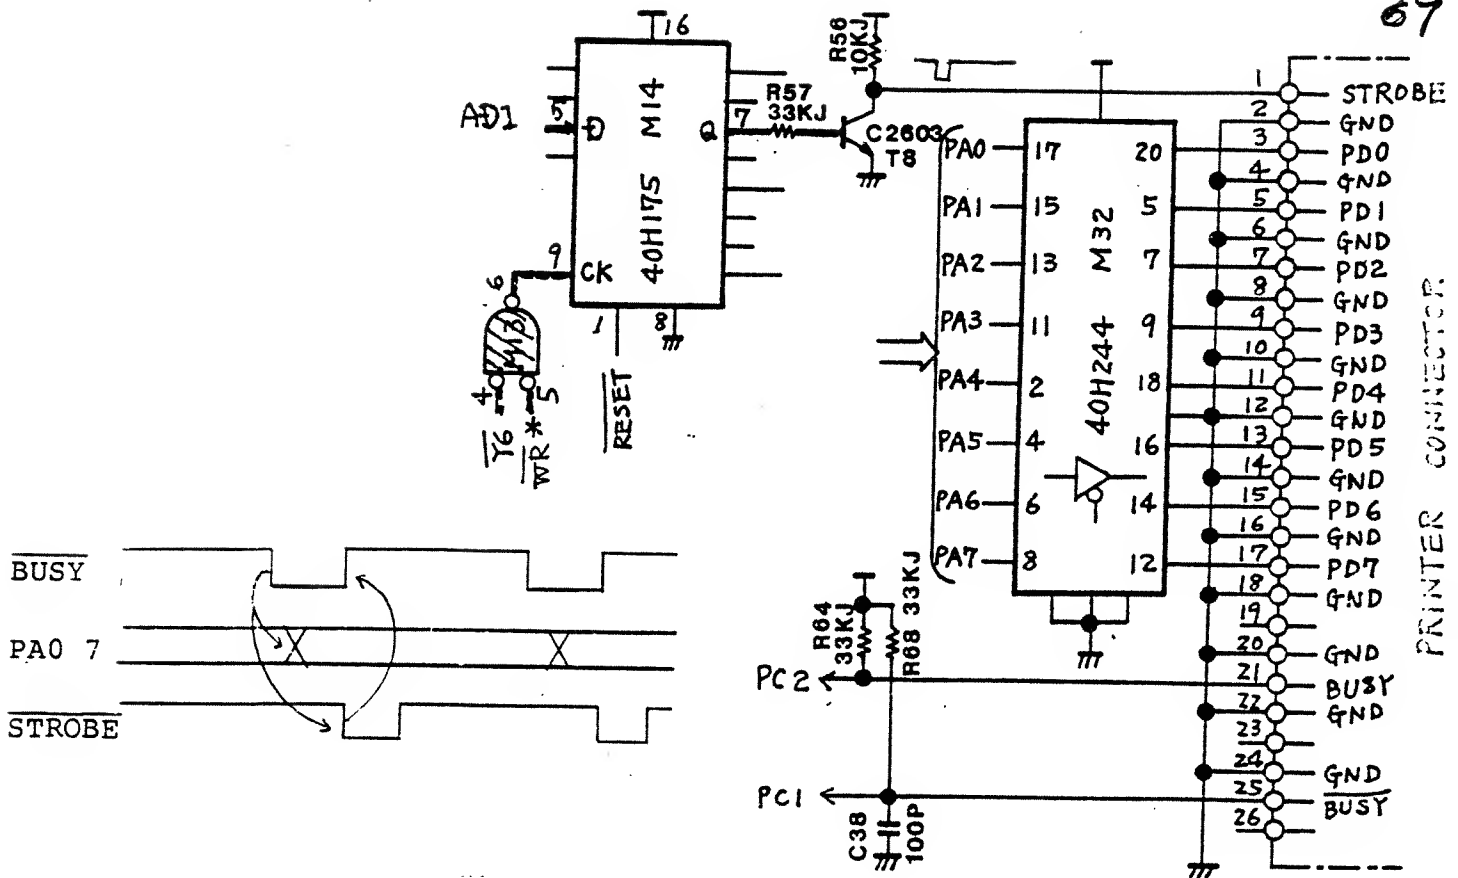 67
16
M14
40H175
AD1
5
D
Q
7
R57
33KJ
R56
10KJ
C2603
T8
9
CK
6
M13
4
5
Y6
WR *
1
RESET
8
PA0
17
20
PA1
15
5
PA2
13
7
PA3
11
9
PA4
2
18
PA5
4
16
PA6
6
14
PA7
8
12
M32
40H244
1
STROBE
2
GND
3
PD0
4
GND
5
PD1
6
GND
7
PD2
8
GND
9
PD3
10
GND
11
PD4
12
GND
13
PD5
14
GND
15
PD6
16
GND
17
PD7
18
GND
19
20
GND
21
BUSY
22
GND
23
24
GND
25
BUSY
26
PRINTER CONNECTOR
R64
33KJ
R68 33KJ
PC2
PC1
C38
100P
BUSY
PA0 7
STROBE